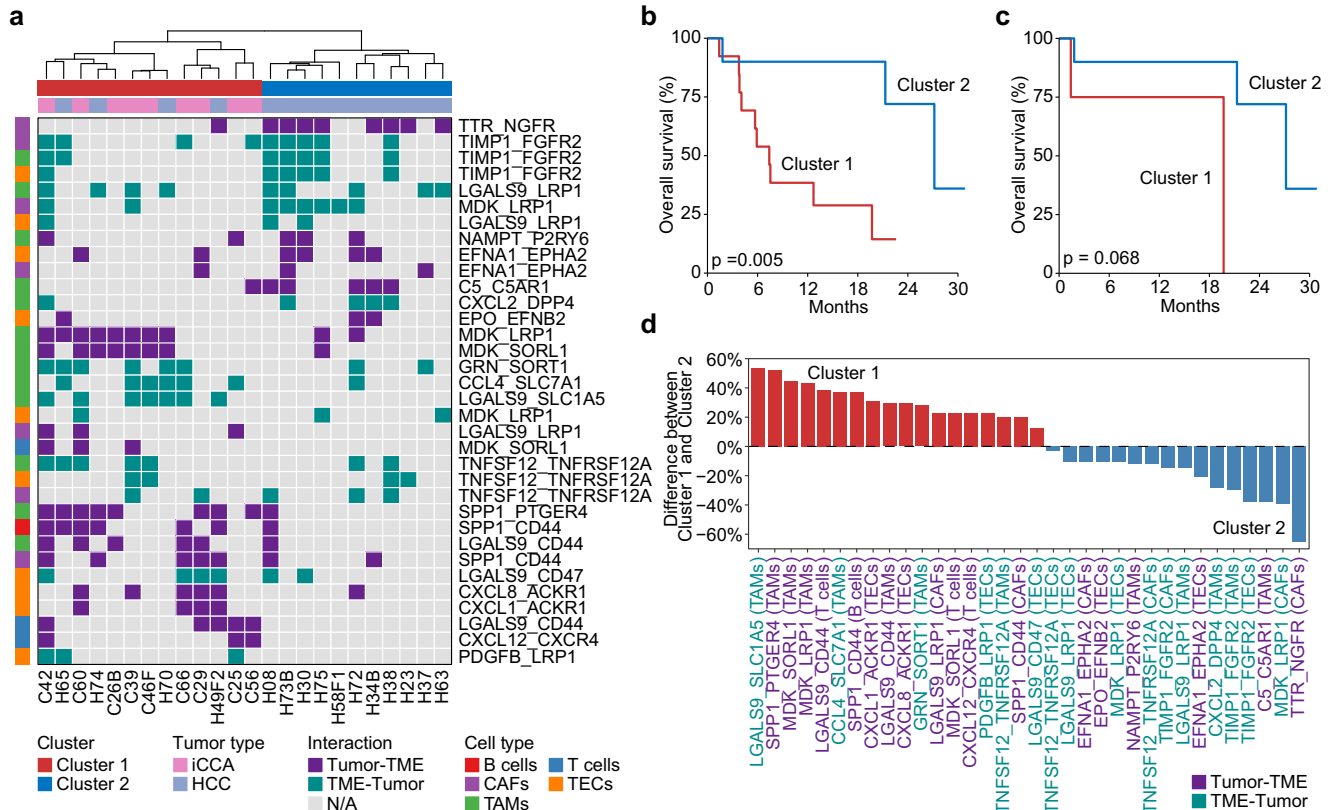 a
TTR_NGFR
TIMP1_FGFR2
TIMP1_FGFR2
TIMP1_FGFR2
LGALS9_LRP1
MDK_LRP1
LGALS9_LRP1
NAMPT_P2RY6
EFNA1_EPHA2
EFNA1_EPHA2
C5_C5AR1
CXCL2_DPP4
EPO_EFNB2
MDK_LRP1
MDK_SORL1
GRN_SORT1
CCL4_SLC7A1
LGALS9_SLC1A5
MDK_LRP1
LGALS9_LRP1
MDK_SORL1
TNFSF12_TNFRSF12A
TNFSF12_TNFRSF12A
TNFSF12_TNFRSF12A
SPP1_PTGER4
SPP1_CD44
LGALS9_CD44
SPP1_CD44
LGALS9_CD47
CXCL8_ACKR1
CXCL1_ACKR1
LGALS9_CD44
CXCL12_CXCR4
PDGFB_LRP1
C42 H65 C60 H74 C26B C39 C46F H70 C66 C29 H49F2 C25 C56 H08 H73B H30 H75 H58F1 H72 H34B H38 H23 H37 H63
Cluster
Cluster 1
Cluster 2
Tumor type
iCCA
HCC
Interaction
Tumor-TME
TME-Tumor
N/A
Cell type
B cells
CAFs
TAMs
T cells
TECs
b
Overall survival (%)
100
75
50
25
0
Cluster 2
Cluster 1
p =0.005
0 6 12 18 24 30
Months
c
Overall survival (%)
100
75
50
25
0
Cluster 2
Cluster 1
p = 0.068
0 6 12 18 24 30
Months
d
Difference between
Cluster 1 and Cluster 2
60%
40%
20%
0%
-20%
-40%
-60%
Cluster 1
Cluster 2
LGALS9_SLC1A5 (TAMs)
SPP1_PTGER4 (TAMs)
MDK_SORL1 (TAMs)
MDK_LRP1 (TAMs)
LGALS9_CD44 (T cells)
CCL4_SLC7A1 (TAMs)
SPP1_CD44 (B cells)
CXCL1_ACKR1 (TECs)
LGALS9_CD44 (TAMs)
CXCL8_ACKR1 (TECs)
GRN_SORT1 (TAMs)
LGALS9_LRP1 (CAFs)
MDK_SORL1 (T cells)
CXCL12_CXCR4 (T cells)
PDGFB_LRP1 (TECs)
TNFSF12_TNFRSF12A (TAMs)
SPP1_CD44 (CAFs)
LGALS9_CD47 (TECs)
TNFSF12_TNFRSF12A (TECs)
LGALS9_LRP1 (TECs)
EFNA1_EPHA2 (CAFs)
EPO_EFNB2 (TECs)
MDK_LRP1 (TECs)
NAMPT_P2RY6 (TAMs)
TNFSF12_TNFRSF12A (CAFs)
TIMP1_FGFR2 (CAFs)
LGALS9_LRP1 (TAMs)
EFNA1_EPHA2 (TECs)
CXCL2_DPP4 (TAMs)
TIMP1_FGFR2 (TAMs)
TIMP1_FGFR2 (TECs)
C5_C5AR1 (TAMs)
MDK_LRP1 (CAFs)
TTR_NGFR (CAFs)
Tumor-TME
TME-Tumor